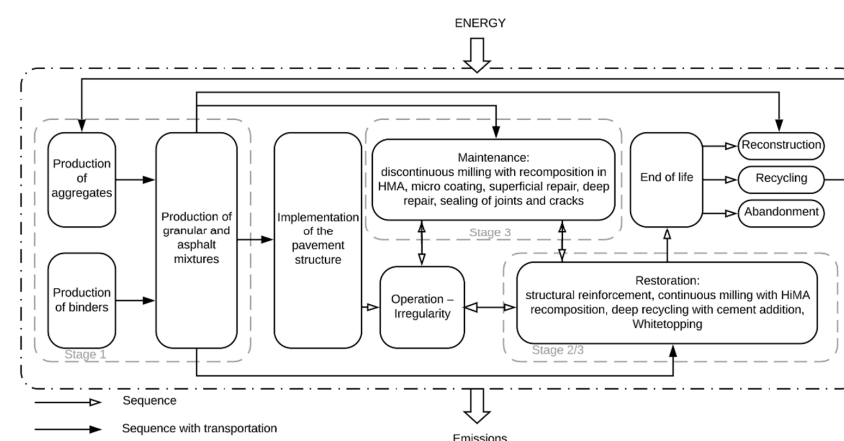 ENERGY
Production
of
aggregates
Production
of binders
Stage 1
Production of
granular and
asphalt
mixtures
Implementation
of the
pavement
structure
Maintenance:
discontinuous milling with recomposition in
HMA, micro coating, superficial repair, deep
repair, sealing of joints and cracks
Stage 3
Operation –
Irregularity
End of life
Reconstruction
Recycling
Abandonment
Restoration:
structural reinforcement, continuous milling with HiMA
recomposition, deep recycling with cement addition,
Whitetopping
Stage 2/3
Sequence
Sequence with transportation
Emissions